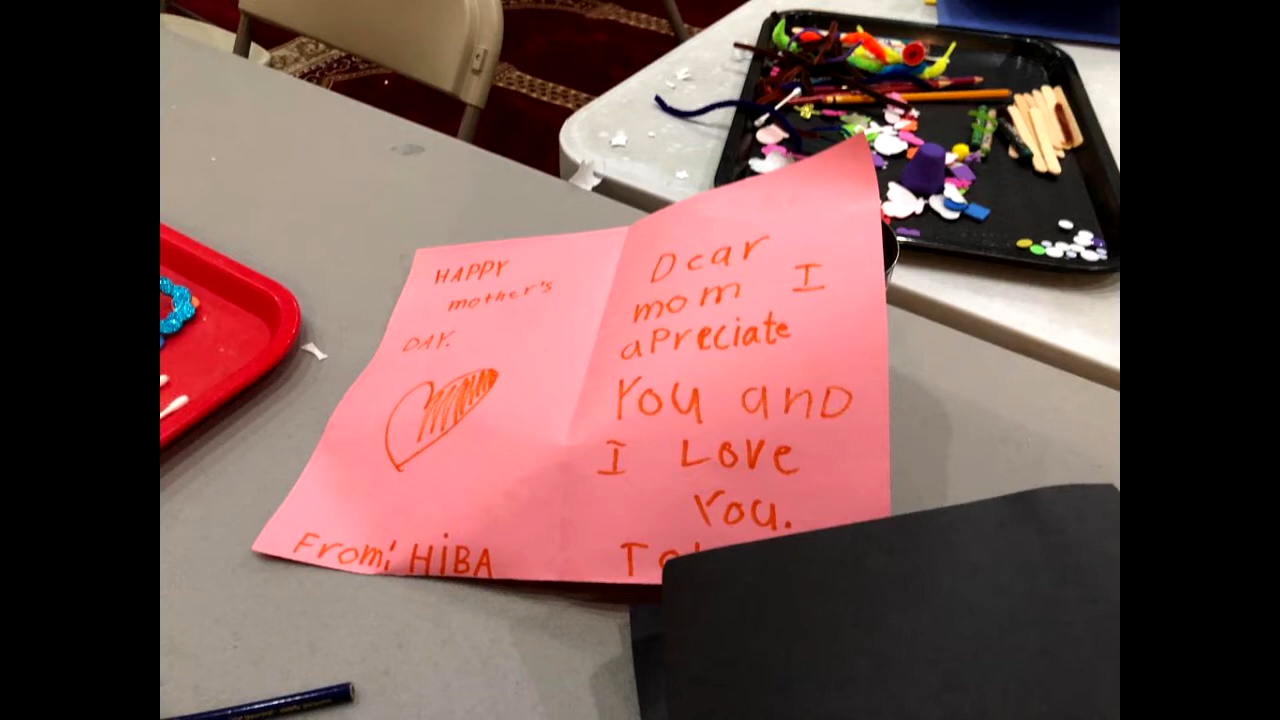 HAPPY
mother's
DAY.
From: HiBA
Dear
mom I
apreciate
You and
I Love
You.